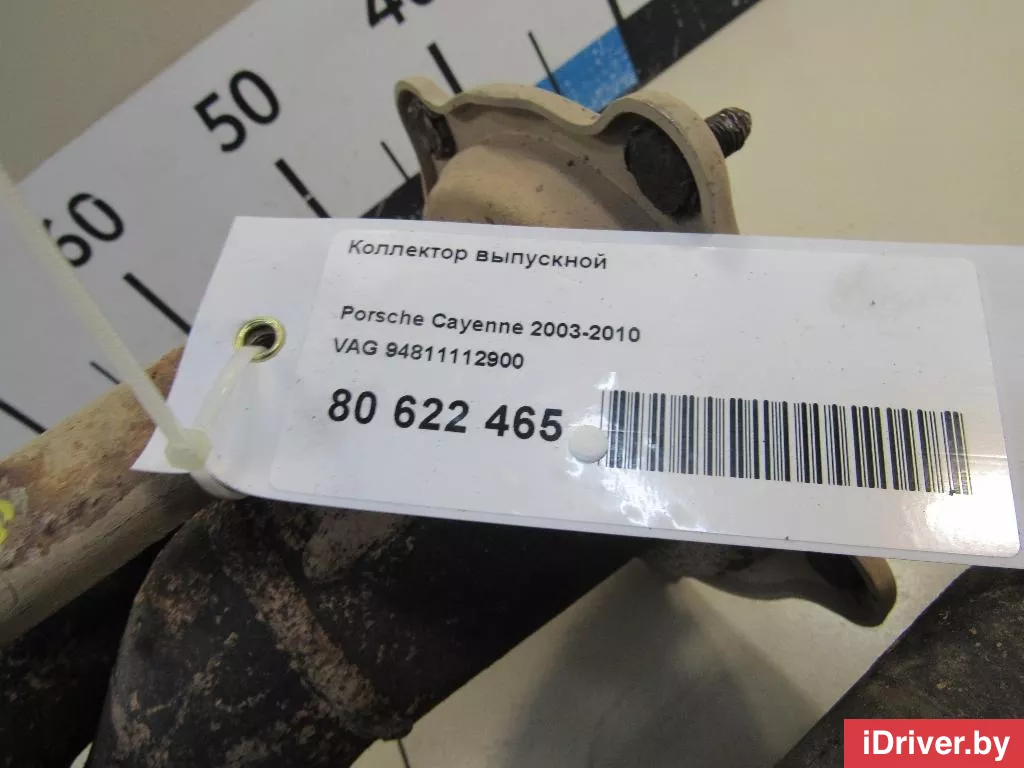 50
60
Коллектор выпускной
Porsche Cayenne 2003-2010
VAG 94811112900
80 622 465
iDriver.by